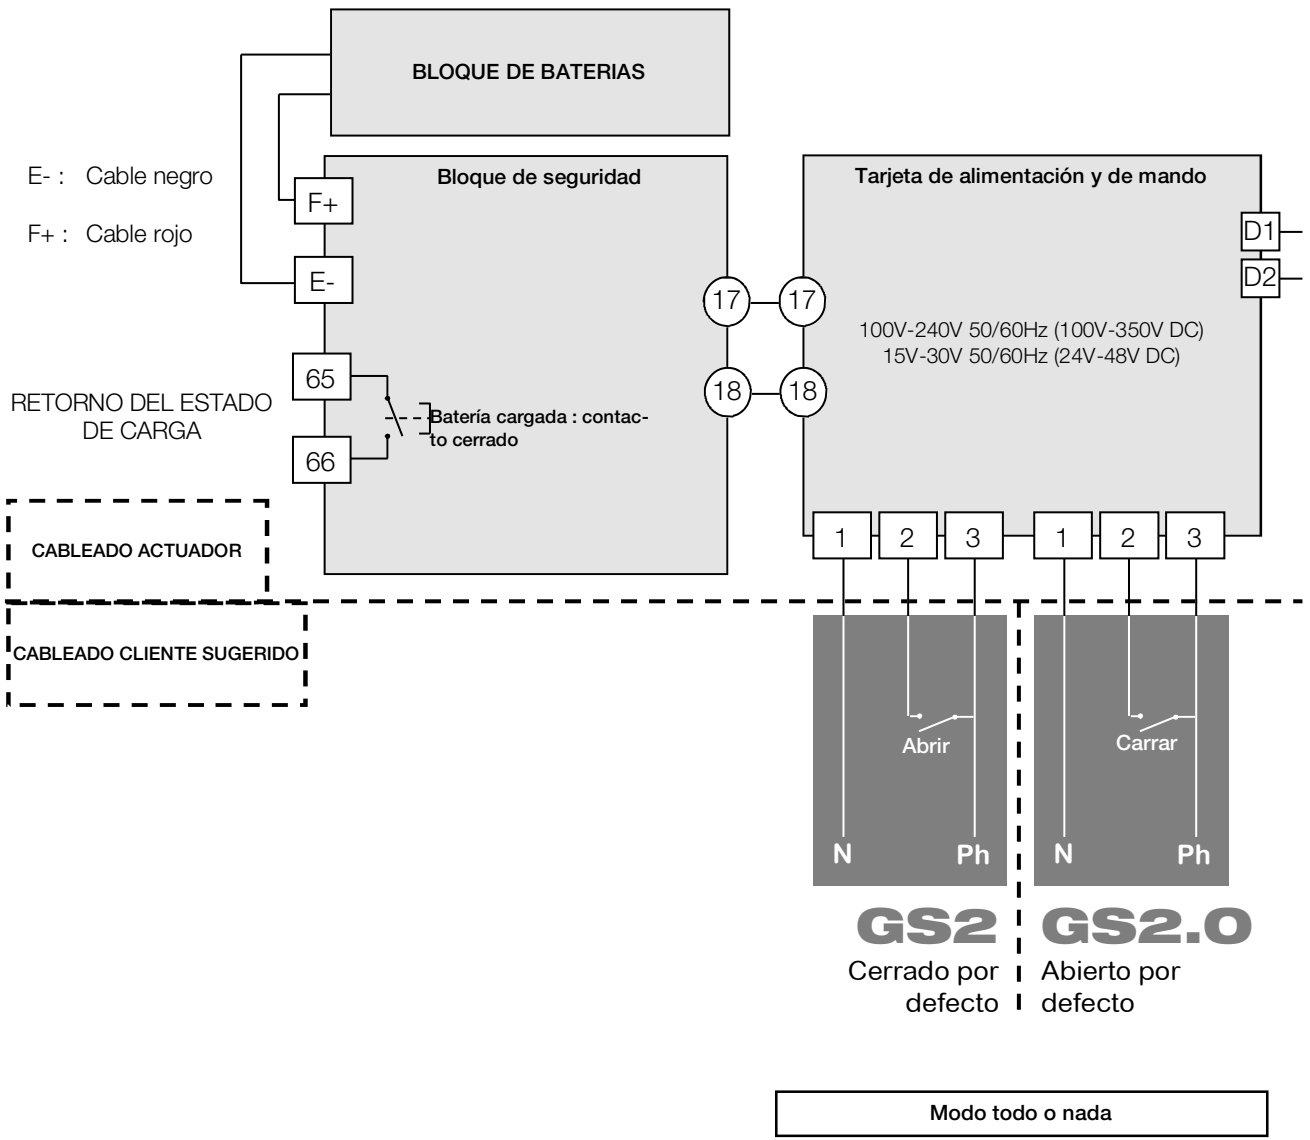 BLOQUE DE BATERIAS
E- : Cable negro
F+ : Cable rojo
Bloque de seguridad
F+
E-
17
18
65
66
RETORNO DEL ESTADO
DE CARGA
Batería cargada : contac-
to cerrado
Tarjeta de alimentación y de mando
D1
D2
17
18
100V-240V 50/60Hz (100V-350V DC)
15V-30V 50/60Hz (24V-48V DC)
1 2 3 1 2 3
CABLEADO ACTUADOR
CABLEADO CLIENTE SUGERIDO
Abrir
N Ph
Carrar
N Ph
GS2
Cerrado por
defecto
GS2.0
Abierto por
defecto
Modo todo o nada